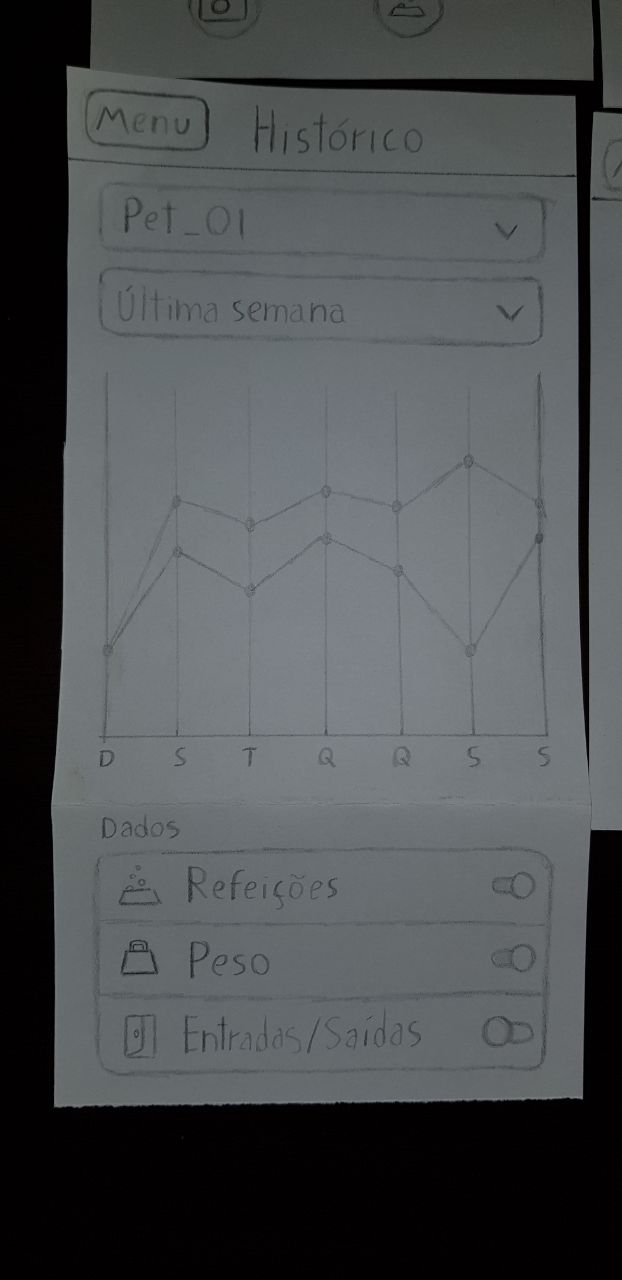 Menu Histórico
Pet_01
Última semana
D S T Q Q S S
Dados
Refeições
Peso
Entradas/Saídas